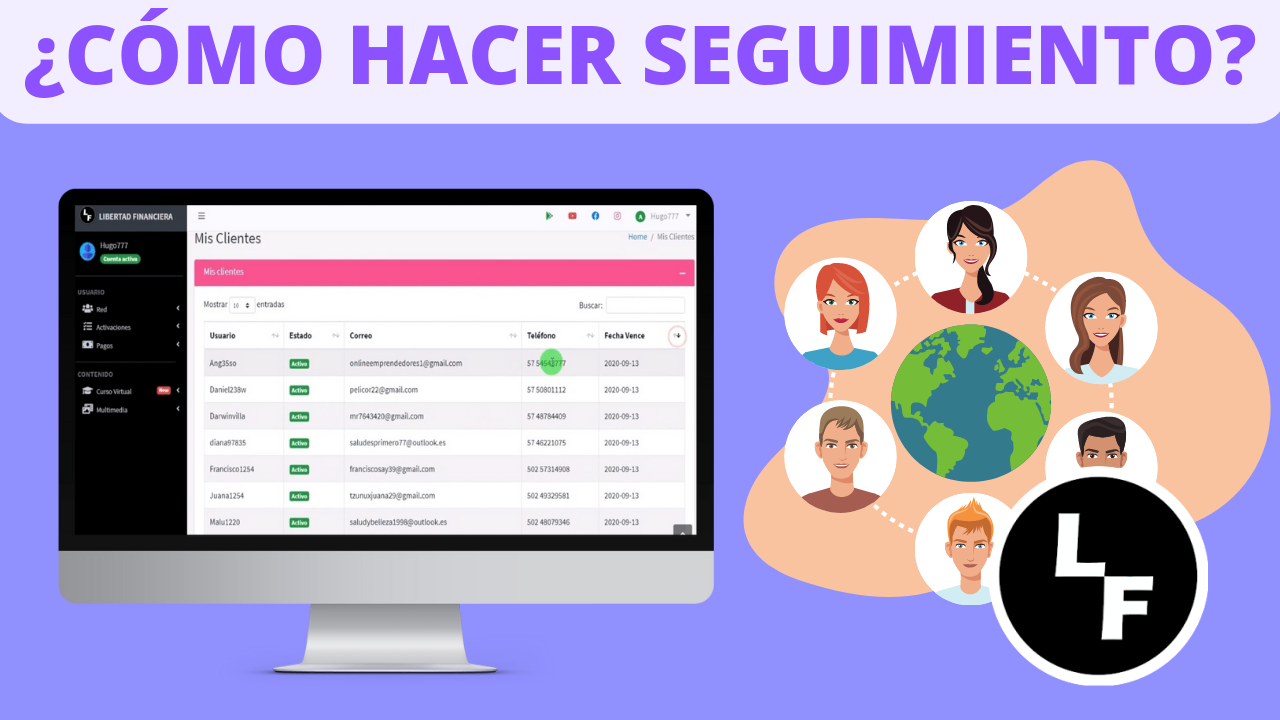 ¿CÓMO HACER SEGUIMIENTO?
LF LIBERTAD FINANCIERA
A Hugo777
Hugo777
Cuenta activa
Mis Clientes
Home / Mis Clientes
USUARIO
Red
Activaciones
Pagos
CONTENIDO
Curso Virtual New
Multimedia
Mis clientes
Mostrar 10 entradas
Buscar:
Usuario Estado Correo Teléfono Fecha Vence
Ang35so Activo onlineemprendedores1@gmail.com 57 2020-09-13
Daniel238w Activo pelicor22@gmail.com 57 50801112 2020-09-13
Darwinvilla Activo mr7643420@gmail.com 57 48784409 2020-09-13
diana97835 Activo saludesprimero77@outlook.es 57 46221075 2020-09-13
Francisco1254 Activo franciscosay39@gmail.com 502 57314908 2020-09-13
Juana1254 Activo tzunuxjuana29@gmail.com 502 49329581 2020-09-13
Malu1220 Activo saludybelleza1998@outlook.es 502 48079346 2020-09-13
LF